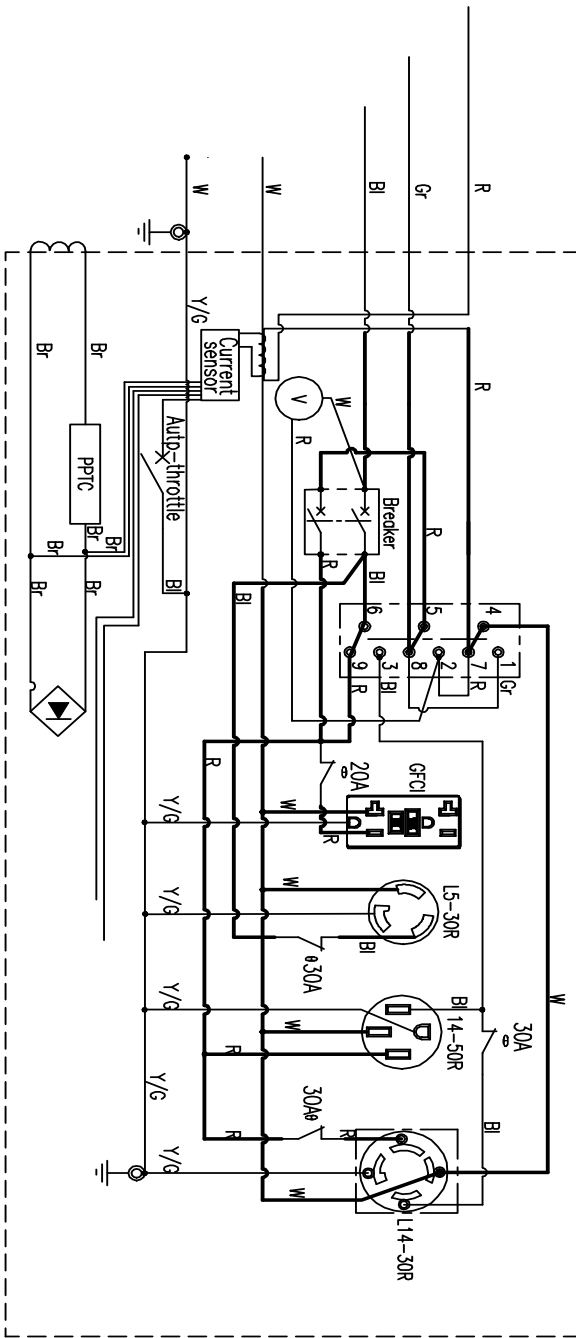 W
30A
R
R
4
1
Gr
7
R
Bl
Bl
14-50R
L5-30R
2
5
R
Gr
GFCI
8
3
Bl
L14-30R
Breaker
6
9
R
Bl
Bl
20A
Bl
R
R
R
W
V
R
30A
30A
W
W
W
W
W
Bl
R
R
R
Current
sensor
Y/G
W
Autp-throttle
Bl
Y/G
Y/G
Y/G
Y/G
Y/G
Br
PPTC
Br
Br
Br
Br
Br
Br